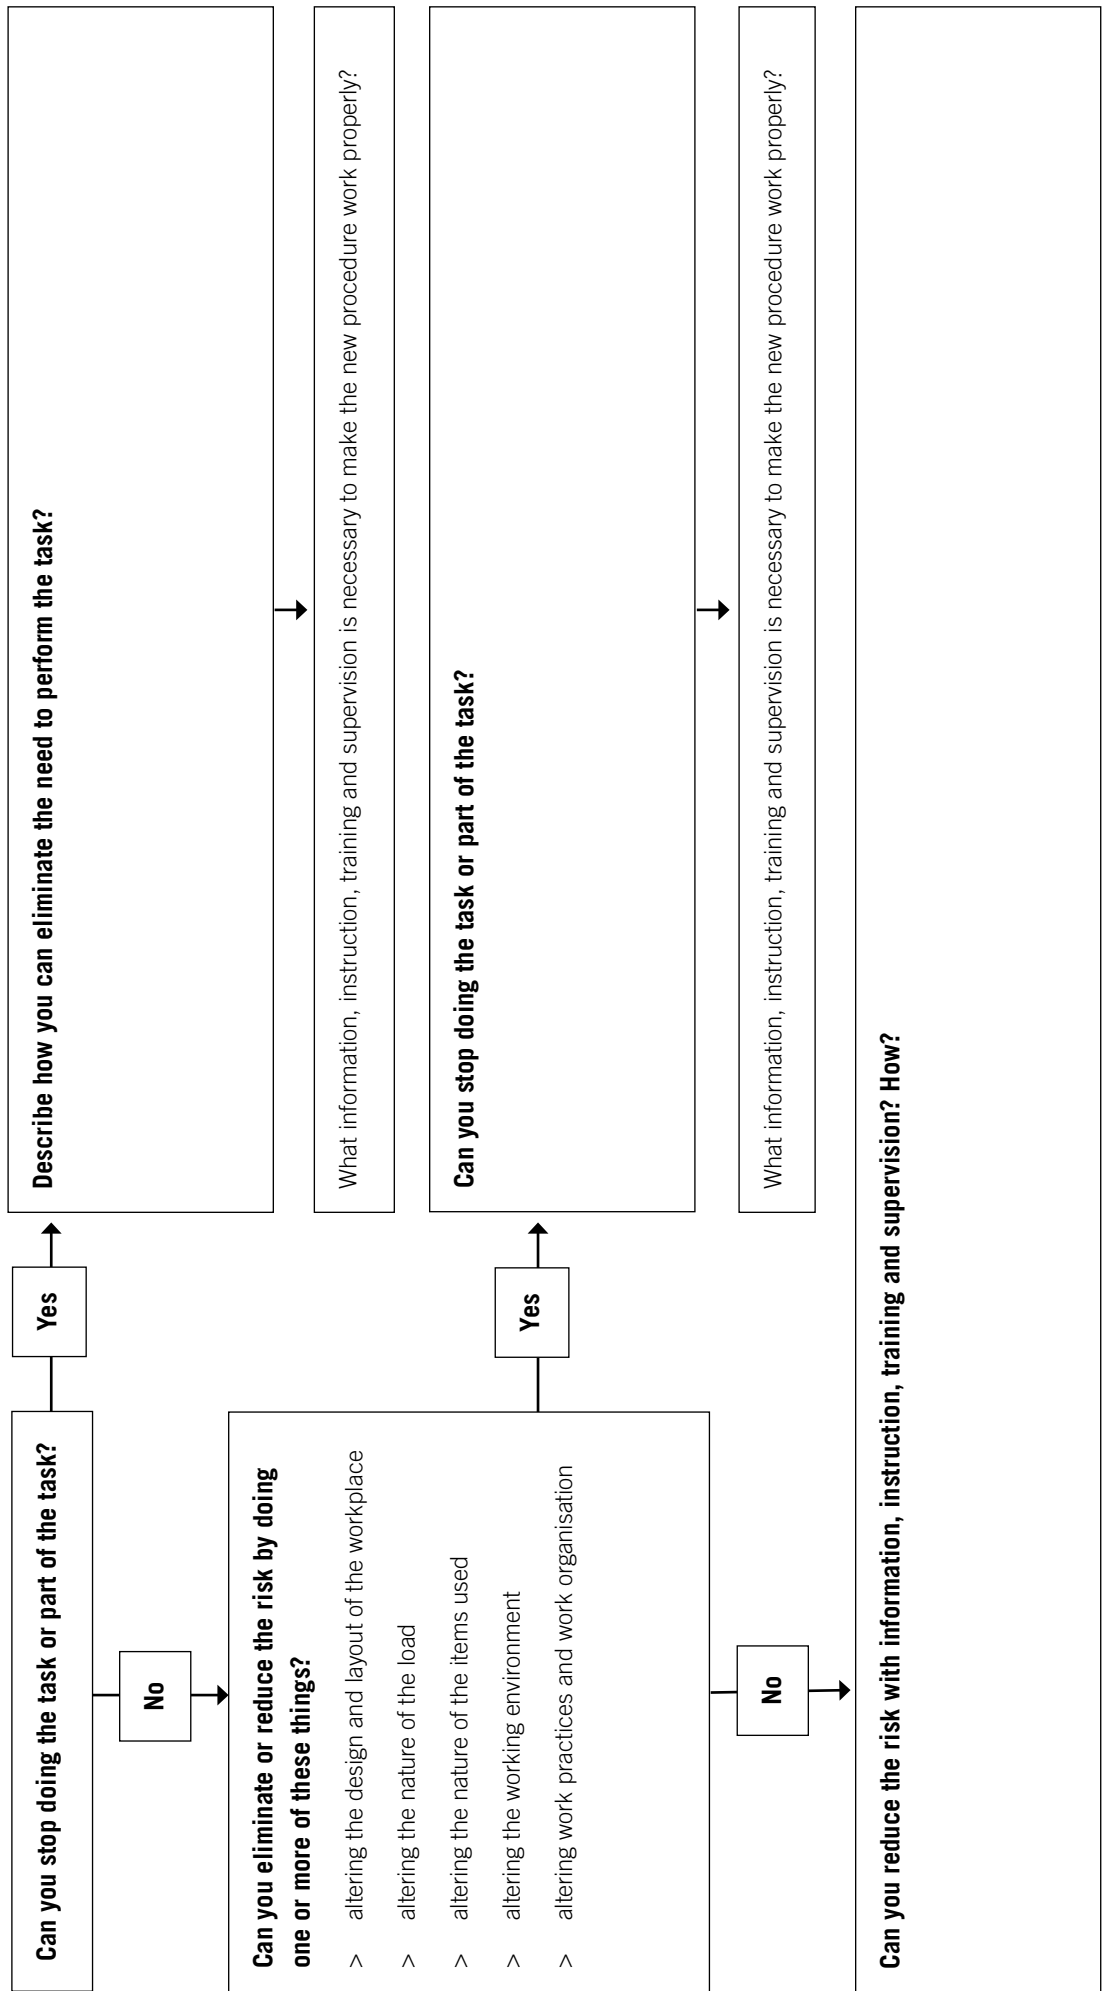 Can you stop doing the task or part of the task?
Yes
Describe how you can eliminate the need to perform the task?
What information, instruction, training and supervision is necessary to make the new procedure work properly?
No
Can you eliminate or reduce the risk by doing
one or more of these things?
> altering the design and layout of the workplace
> altering the nature of the load
> altering the nature of the items used
> altering the working environment
> altering work practices and work organisation
Yes
Can you stop doing the task or part of the task?
What information, instruction, training and supervision is necessary to make the new procedure work properly?
No
Can you reduce the risk with information, instruction, training and supervision? How?